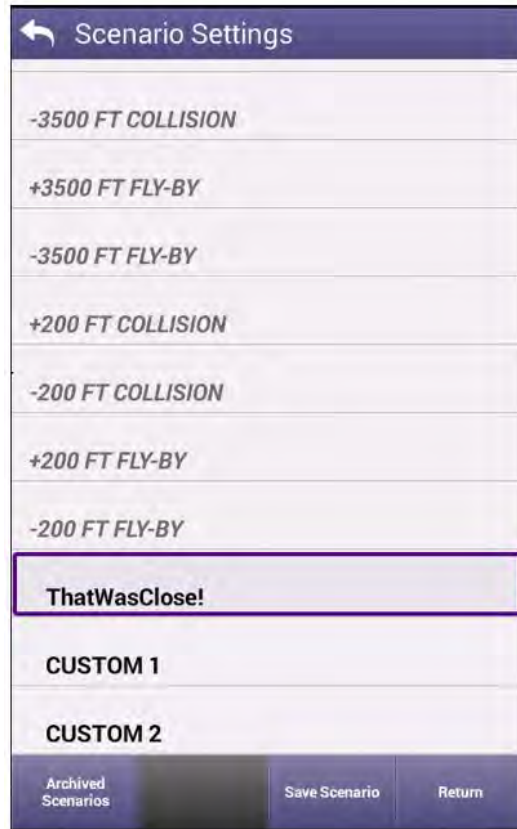 Scenario Settings
-3500 FT COLLISION
+3500 FT FLY-BY
-3500 FT FLY-BY
+200 FT COLLISION
-200 FT COLLISION
+200 FT FLY-BY
-200 FT FLY-BY
ThatWasClose!
CUSTOM 1
CUSTOM 2
Archived
Scenarios
Save Scenario
Return